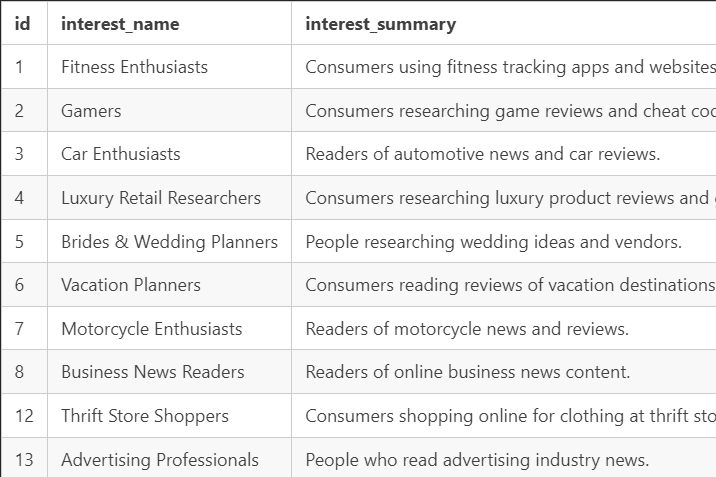 id interest_name interest_summary
1 Fitness Enthusiasts Consumers using fitness tracking apps and websites
2 Gamers Consumers researching game reviews and cheat
3 Car Enthusiasts Readers of automotive news and car reviews.
4 Luxury Retail Researchers Consumers researching luxury product reviews and
5 Brides & Wedding Planners People researching wedding ideas and vendors.
6 Vacation Planners Consumers reading reviews of vacation destinations
7 Motorcycle Enthusiasts Readers of motorcycle news and reviews.
8 Business News Readers Readers of online business news content.
12 Thrift Store Shoppers Consumers shopping online for clothing at thrift
13 Advertising Professionals People who read advertising industry news.